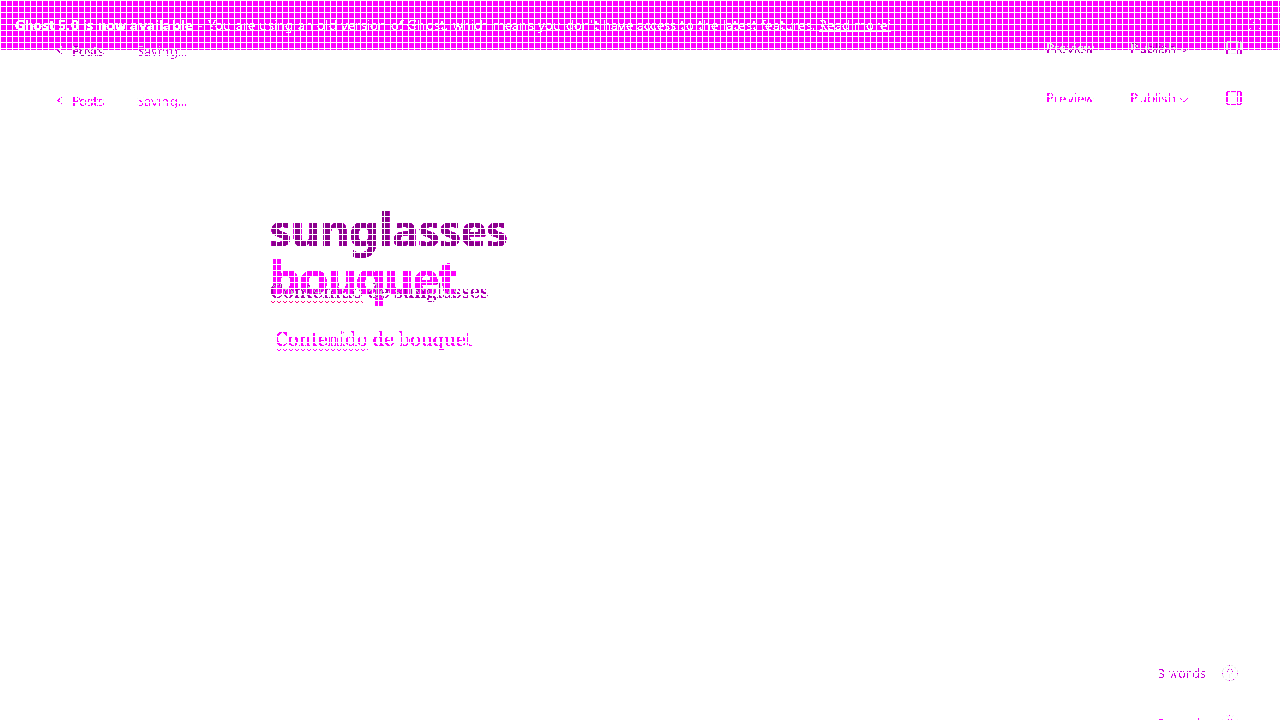 Ghost 5.0 is now available - You are using an old version of Ghost, which means you don't have access to the latest features. Read more!
Posts Saving... Preview Publish
Posts Saving... Preview Publish
sunglasses
bouquet
Contenido de sunglasses
Contenido de bouquet
3 words